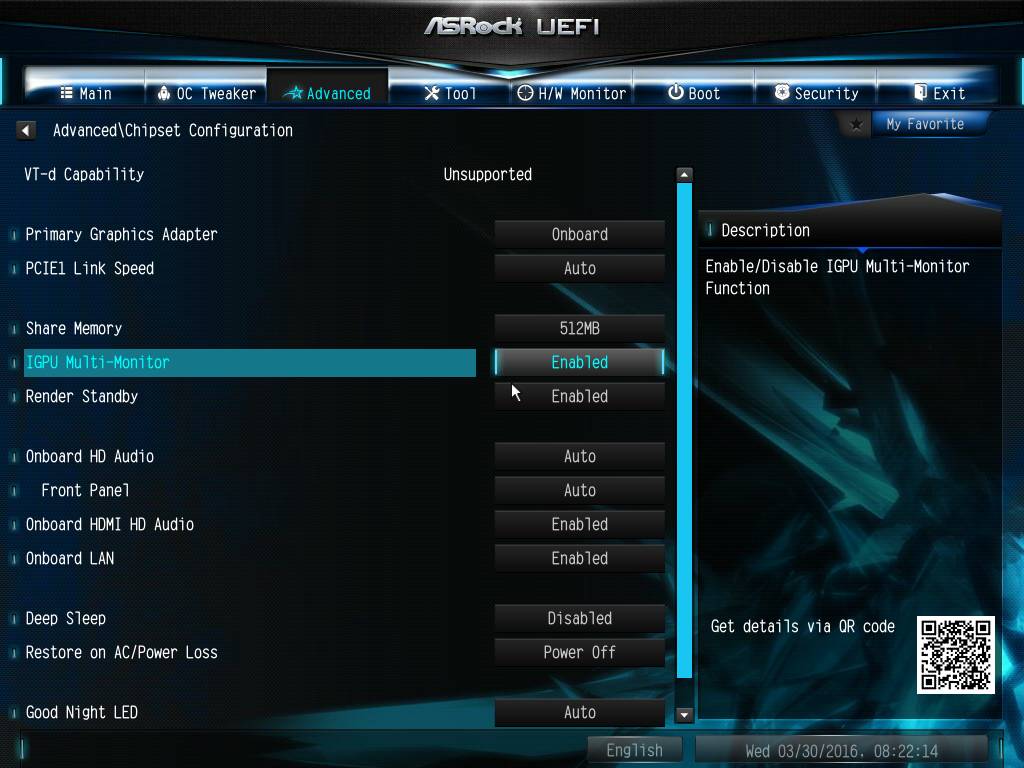 ASRock UEFI
Main OC Tweaker Advanced Tool H/W Monitor Boot Security Exit
Advanced\Chipset Configuration
My Favorite
VT-d Capability Unsupported
Primary Graphics Adapter Onboard
PCIE1 Link Speed Auto
Share Memory 512MB
IGPU Multi-Monitor Enabled
Render Standby Enabled
Onboard HD Audio Auto
Front Panel Auto
Onboard HDMI HD Audio Enabled
Onboard LAN Enabled
Deep Sleep Disabled
Restore on AC/Power Loss Power Off
Good Night LED Auto
Description
Enable/Disable IGPU Multi-Monitor
Function
Get details via QR code
English Wed 03/30/2016. 08:22:14